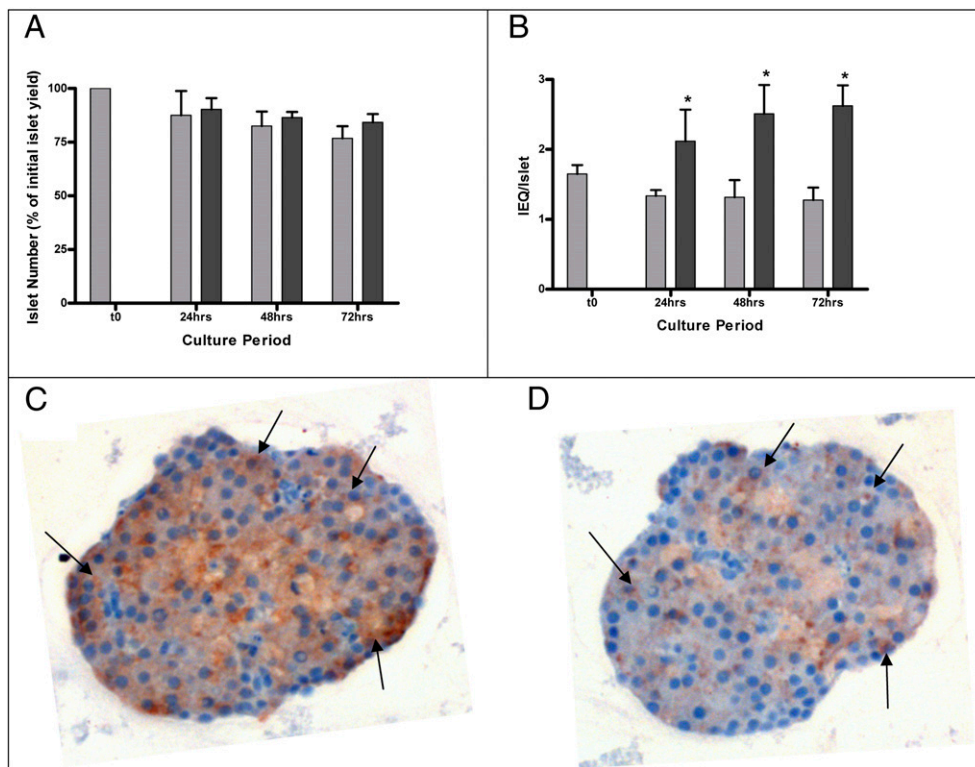 A
Islet Number (% of initial islet yield)
100
75
50
25
0
t0 24hrs 48hrs 72hrs
Culture Period
B
IEQ/Islet
3
2
1
0
* * *
t0 24hrs 48hrs 72hrs
Culture Period
C
D